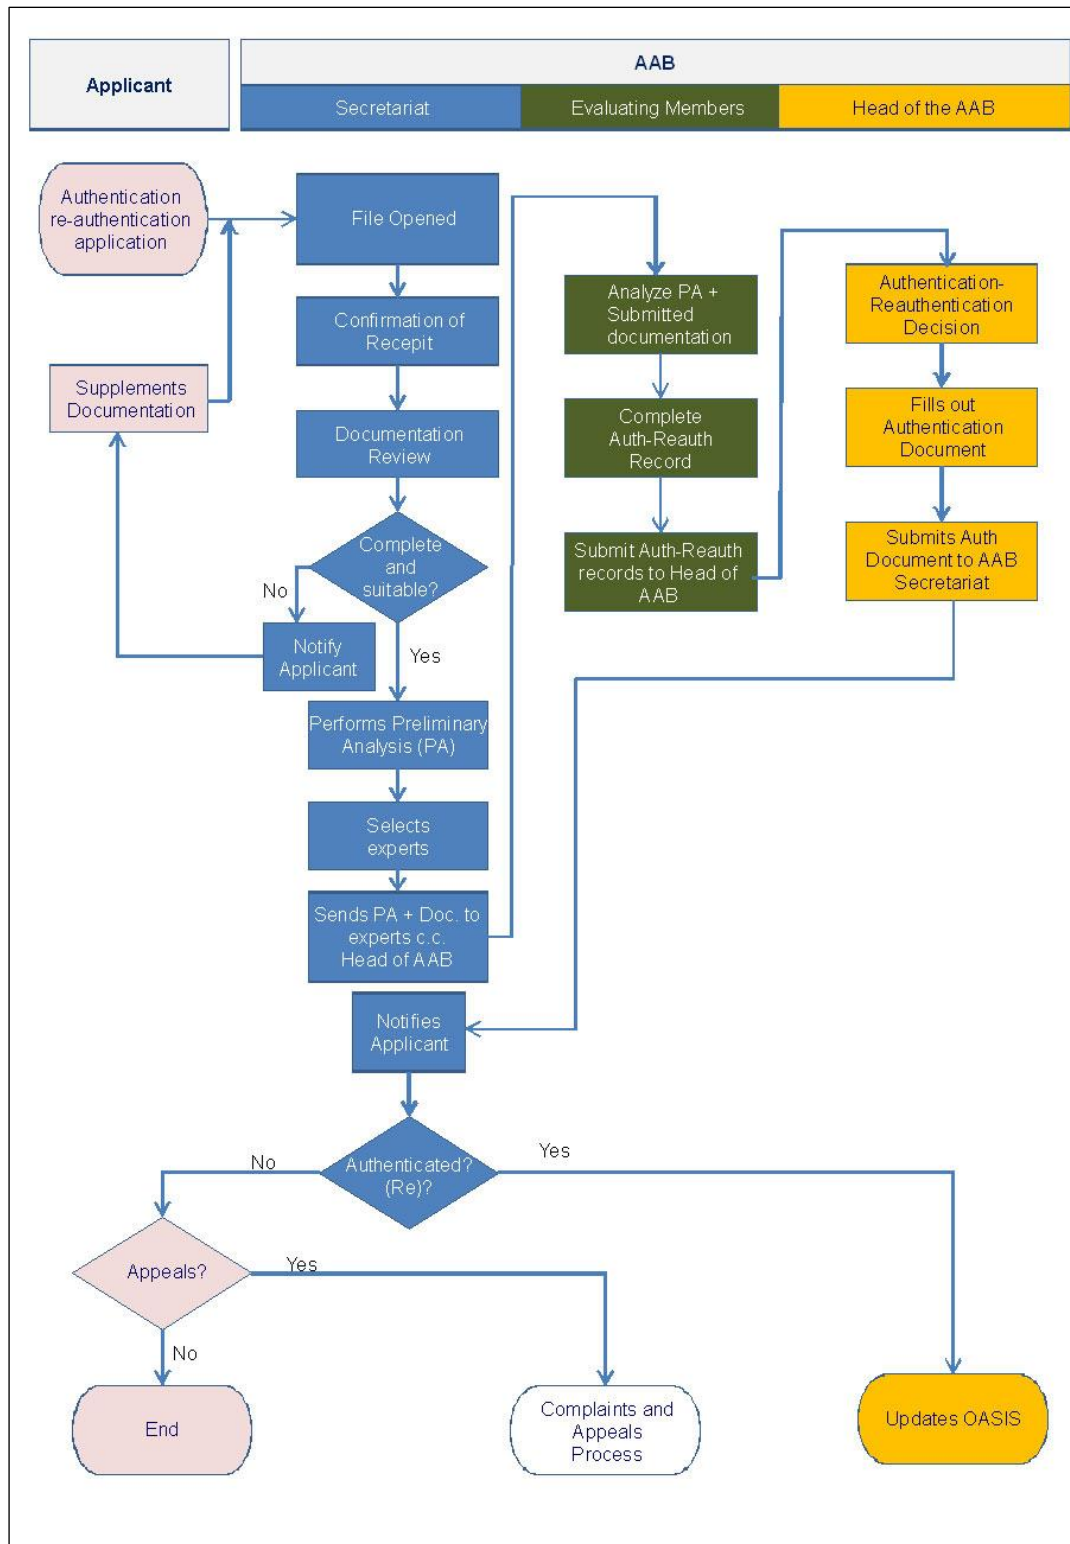 Applicant
AAB
Secretariat
Evaluating Members
Head of the AAB
Authentication
re-authentication
application
File Opened
Confirmation of
Recepit
Supplements
Documentation
Documentation
Review
Complete
and
suitable?
No
Notify
Applicant
Yes
Performs Preliminary
Analysis (PA)
Selects
experts
Sends PA + Doc. to
experts c.c.
Head of AAB
Analyze PA +
Submitted
documentation
Complete
Auth-Reauth
Record
Submit Auth-Reauth
records to Head of
AAB
Authentication-
Reauthentication
Decision
Fills out
Authentication
Document
Submits Auth
Document to AAB
Secretariat
Notifies
Applicant
Authenticated?
(Re)?
No
Yes
Appeals?
Yes
No
End
Complaints and
Appeals
Process
Updates OASIS